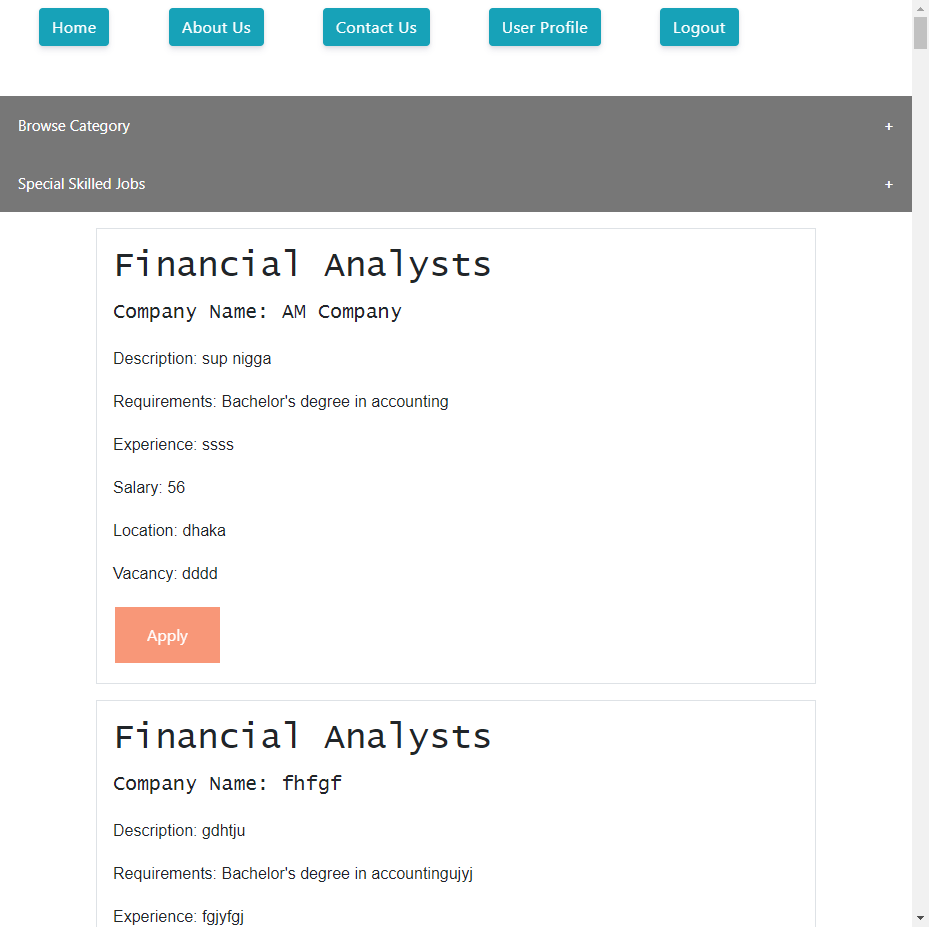 Home About Us Contact Us User Profile Logout
Browse Category +
Special Skilled Jobs +
Financial Analysts
Company Name: AM Company
Description: sup nigga
Requirements: Bachelor's degree in accounting
Experience: ssss
Salary: 56
Location: dhaka
Vacancy: dddd
Apply
Financial Analysts
Company Name: fhfgf
Description: gdhtju
Requirements: Bachelor's degree in accountingujyj
Experience: fgjyfgj